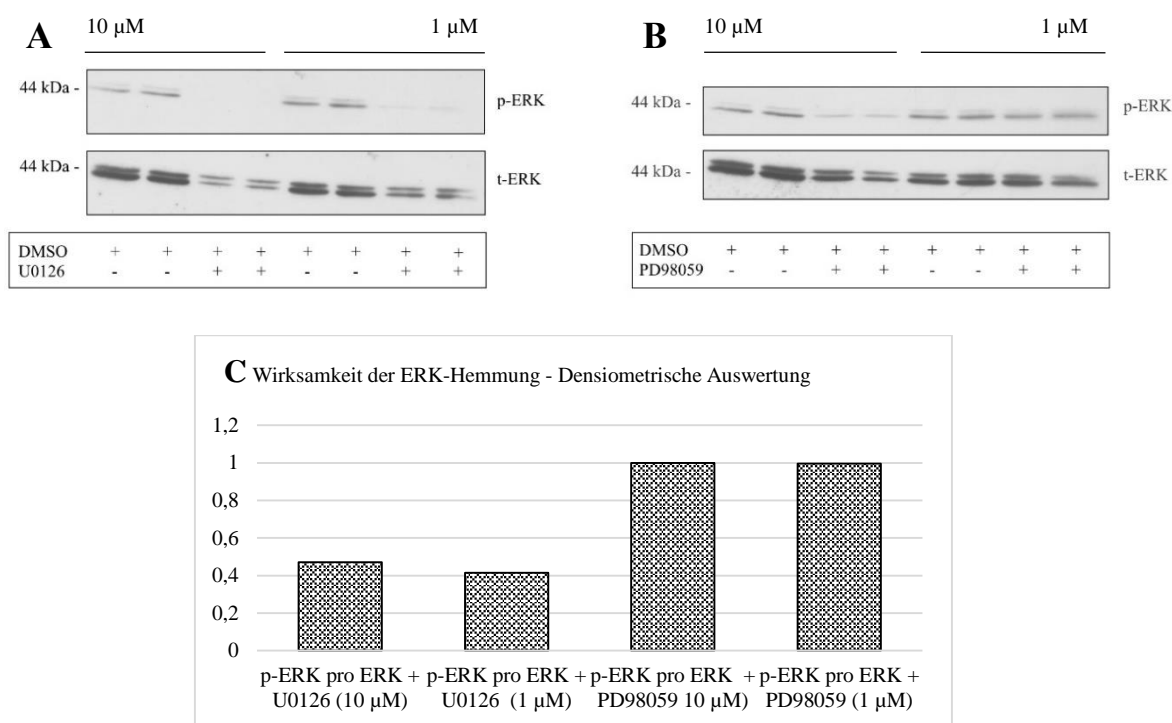 A 10 µM 1 µM
44 kDa - p-ERK
44 kDa - t-ERK
DMSO + + + + + + + +
U0126 - - + + - - + +
B 10 µM 1 µM
44 kDa - p-ERK
44 kDa - t-ERK
DMSO + + + + + + + +
PD98059 - - + + - - + +
C Wirksamkeit der ERK-Hemmung - Densiometrische Auswertung
1,2
1
0,8
0,6
0,4
0,2
0
p-ERK pro ERK +
U0126 (10 µM)
p-ERK pro ERK +
U0126 (1 µM)
p-ERK pro ERK +
PD98059 10 µM)
p-ERK pro ERK +
PD98059 (1 µM)